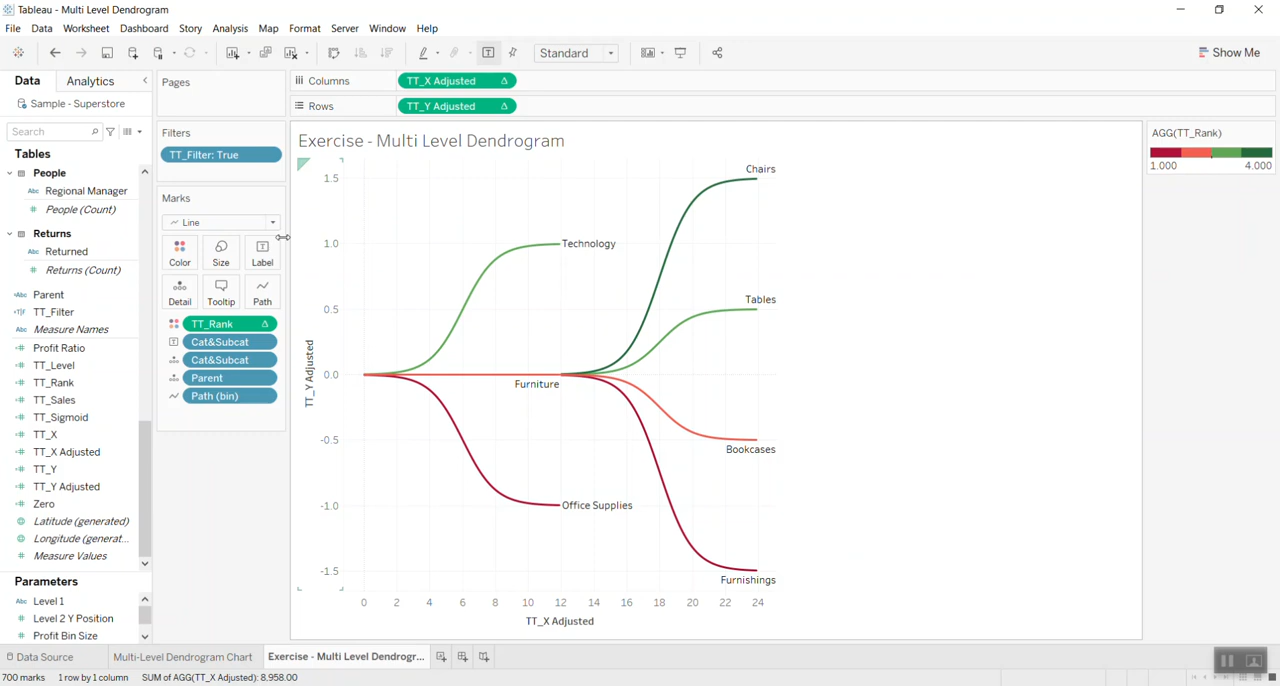 Tableau - Multi Level Dendrogram
File Data Worksheet Dashboard Story Analysis Map Format Server Window Help
Standard
Show Me
Data Analytics
Sample - Superstore
Search
Tables
People
Abc Regional Manager
# People (Count)
Returns
Abc Returned
# Returns (Count)
Abc Parent
T|F TT_Filter
Abc Measure Names
Profit Ratio
TT_Level
TT_Rank
TT_Sales
TT_Sigmoid
TT_X
TT_X Adjusted
TT_Y
TT_Y Adjusted
Zero
Latitude (generated)
Longitude (generat...
# Measure Values
Parameters
Abc Level 1
# Level 2 Y Position
# Profit Bin Size
Pages
Filters
TT_Filter: True
Marks
Line
Color Size Label
Detail Tooltip Path
TT_Rank Δ
Cat&Subcat
Cat&Subcat
Parent
Path (bin)
Columns TT_X Adjusted Δ
Rows TT_Y Adjusted Δ
Exercise - Multi Level Dendrogram
TT_Y Adjusted
1.5
1.0
0.5
0.0
-0.5
-1.0
-1.5
Chairs
Technology
Tables
Furniture
Bookcases
Office Supplies
Furnishings
0 2 4 6 8 10 12 14 16 18 20 22 24
TT_X Adjusted
AGG(TT_Rank)
1.000 4.000
Data Source Multi-Level Dendrogram Chart Exercise - Multi Level Dendrogr...
700 marks 1 row by 1 column SUM of AGG(TT_X Adjusted): 8,958.00